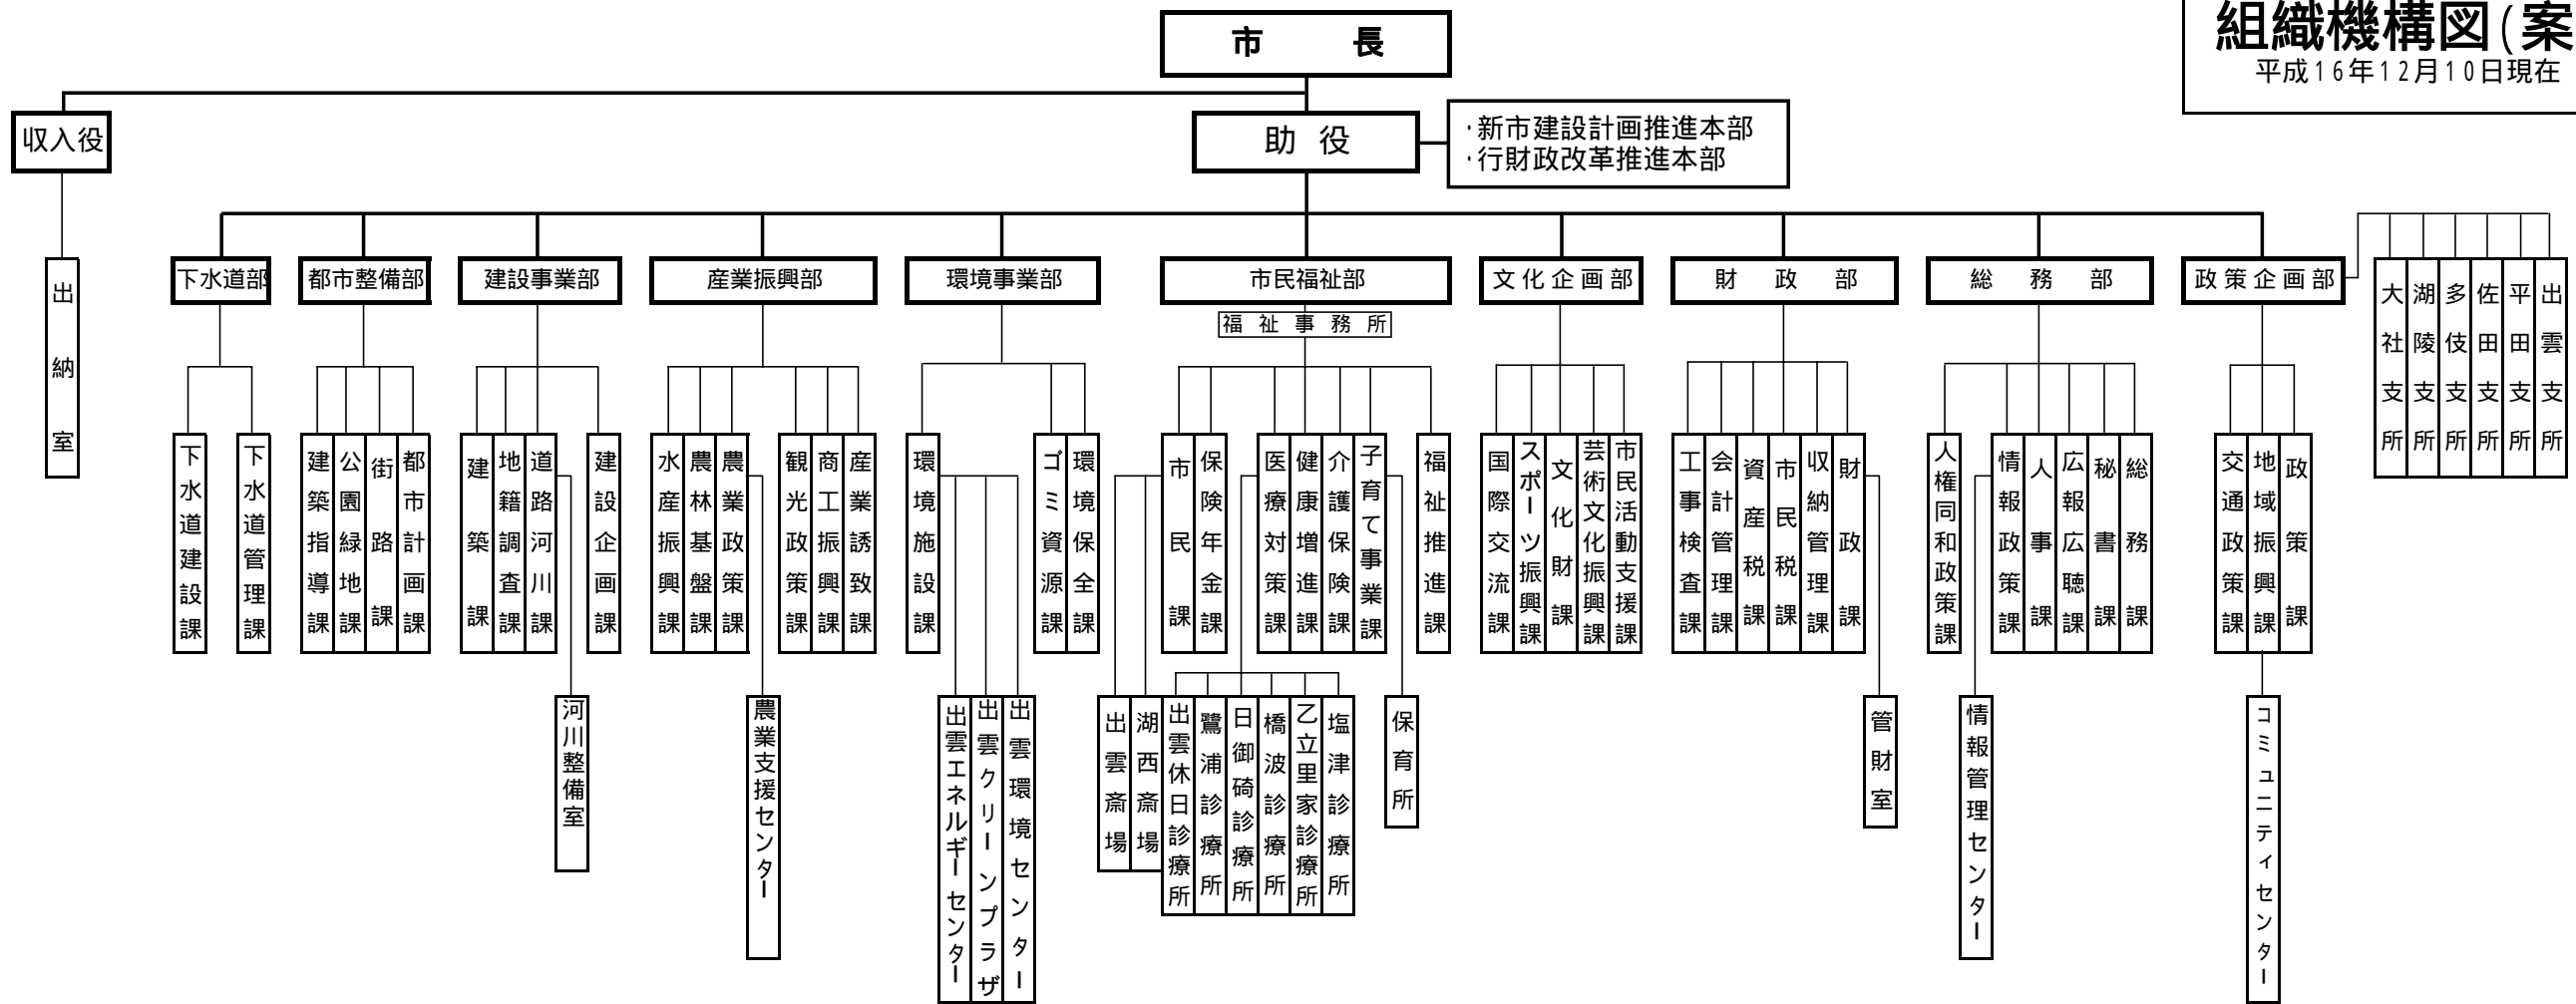 組織機構図(案
平成16年12月10日現在
市長
収入役
助役
・新市建設計画推進本部
・行財政改革推進本部
出納室
下水道部
都市整備部
建設事業部
産業振興部
環境事業部
市民福祉部
文化企画部
財政部
総務部
政策企画部
福祉事務所
大社支所
湖陵支所
多伎支所
佐田支所
平田支所
出雲支所
下水道建設課
下水道管理課
建築指導課
公園緑地課
街路課
都市計画課
建築課
地籍調査課
道路河川課
建設企画課
水産振興課
農林基盤課
農業政策課
観光政策課
商工振興課
産業誘致課
環境施設課
ゴミ資源課
環境保全課
市民課
保険年金課
医療対策課
健康増進課
介護保険課
子育て事業課
福祉推進課
国際交流課
スポーツ振興課
文化財課
芸術文化振興課
市民活動支援課
工事検査課
会計管理課
資産税課
市民税課
収納管理課
財政課
人権同和政策課
情報政策課
人事課
広報広聴課
秘書課
総務課
交通政策課
地域振興課
政策課
河川整備室
農業支援センター
出雲エネルギーセンター
出雲クリーンプラザ
出雲環境センター
出雲斎場
湖西斎場
出雲休日診療所
鷺浦診療所
日御碕診療所
橋波診療所
乙立里家診療所
塩津診療所
保育所
管財室
情報管理センター
コミュニティセンター